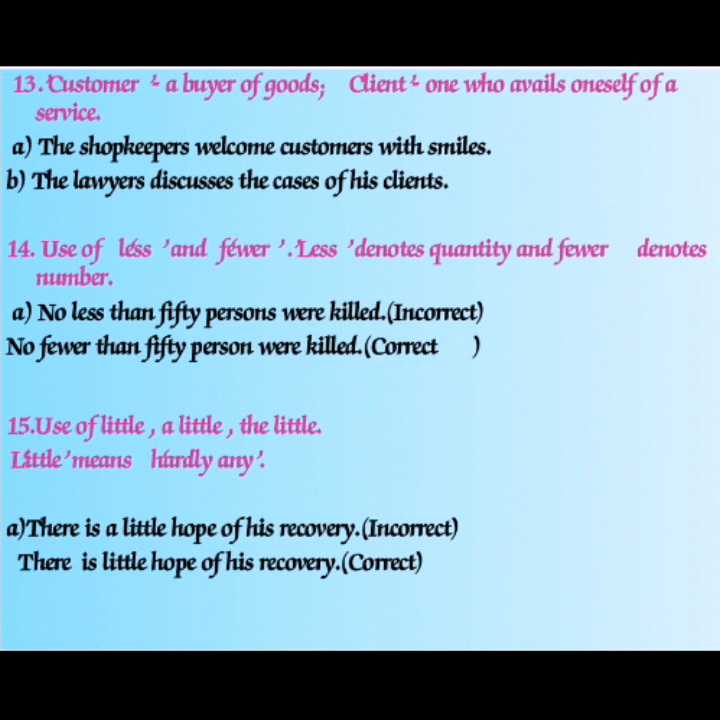 13. 'Customer ' - a buyer of goods; 'Client' - one who avails oneself of a
service.
a) The shopkeepers welcome customers with smiles.
b) The lawyers discusses the cases of his clients.
14. Use of 'less ' and 'fewer '. 'Less ' denotes quantity and fewer denotes
number.
a) No less than fifty persons were killed.(Incorrect)
No fewer than fifty person were killed.(Correct )
15.Use of little , a little , the little.
'Little' means 'hardly any'.
a)There is a little hope of his recovery.(Incorrect)
There is little hope of his recovery.(Correct)